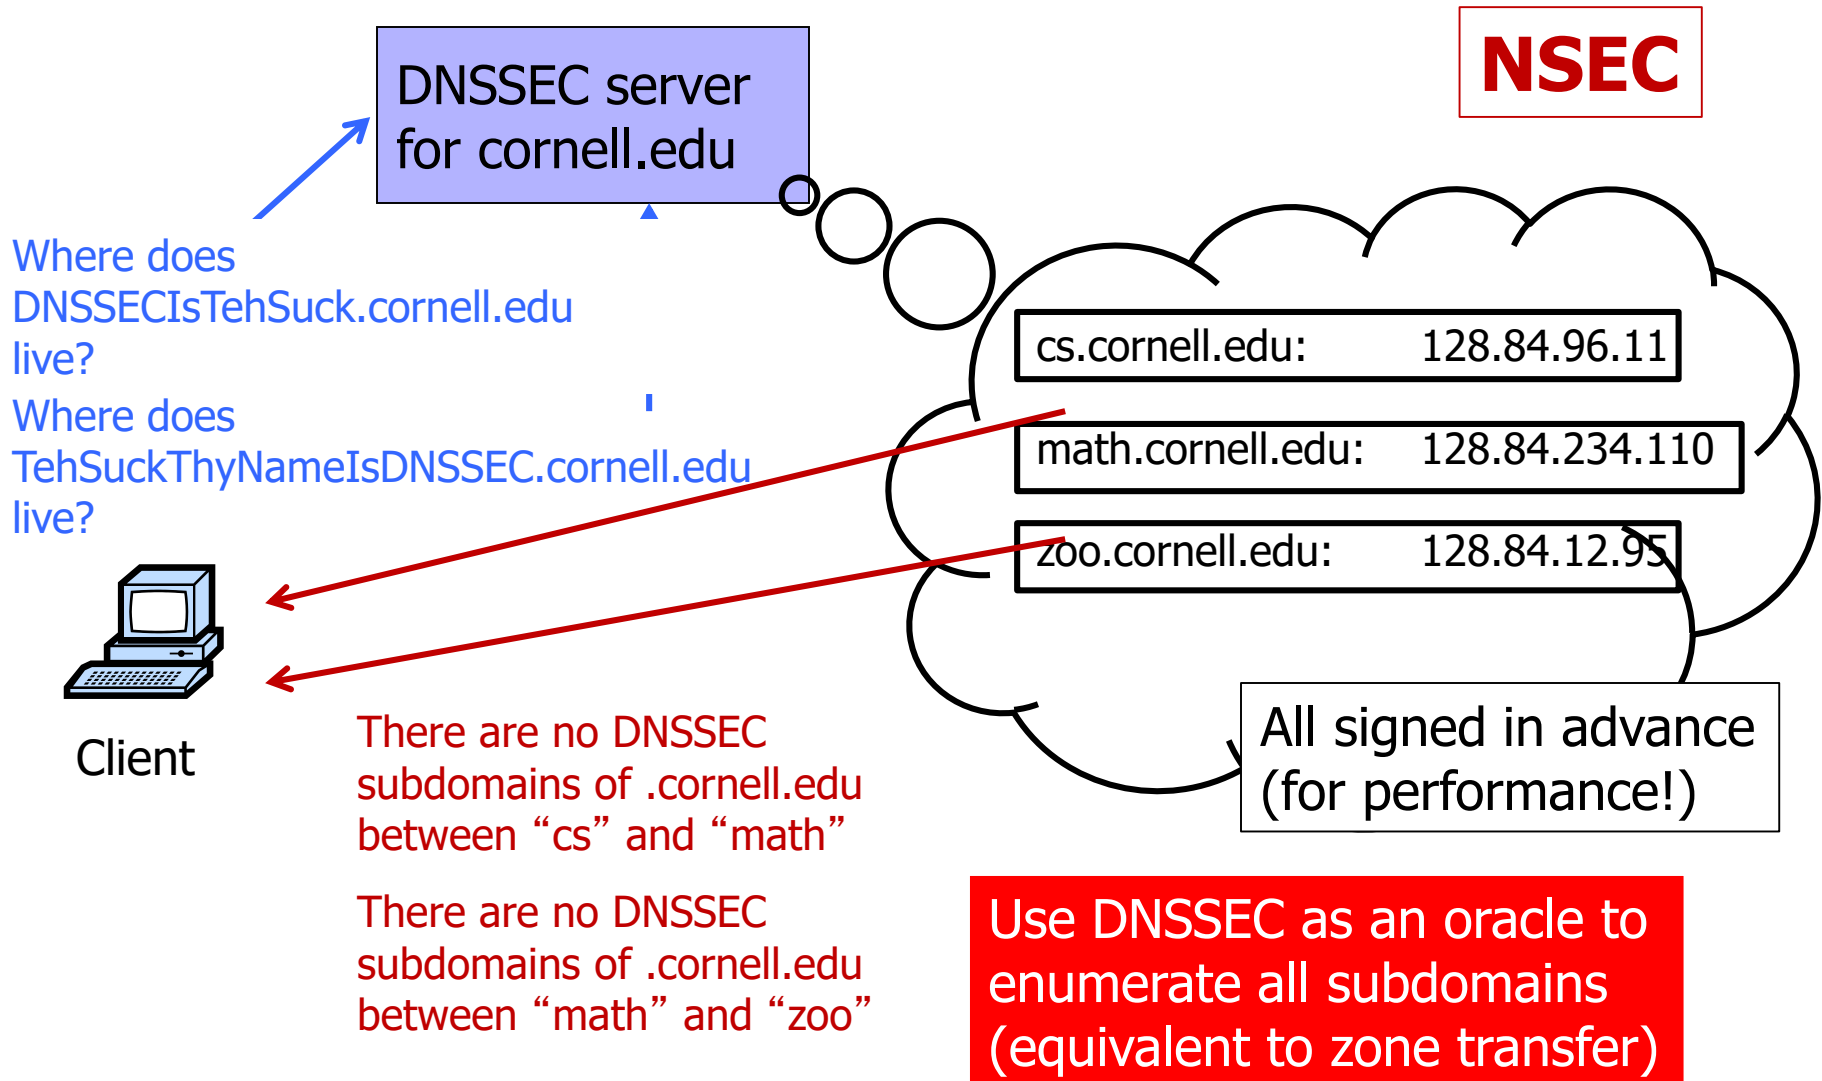 DNSSEC server
for cornell.edu
NSEC
Where does
DNSSECIsTehSuck.cornell.edu
live?
Where does
TehSuckThyNameIsDNSSEC.cornell.edu
live?
cs.cornell.edu: 128.84.96.11
math.cornell.edu: 128.84.234.110
zoo.cornell.edu: 128.84.12.95
Client
There are no DNSSEC
subdomains of .cornell.edu
between “cs” and “math”
There are no DNSSEC
subdomains of .cornell.edu
between “math” and “zoo”
All signed in advance
(for performance!)
Use DNSSEC as an oracle to
enumerate all subdomains
(equivalent to zone transfer)